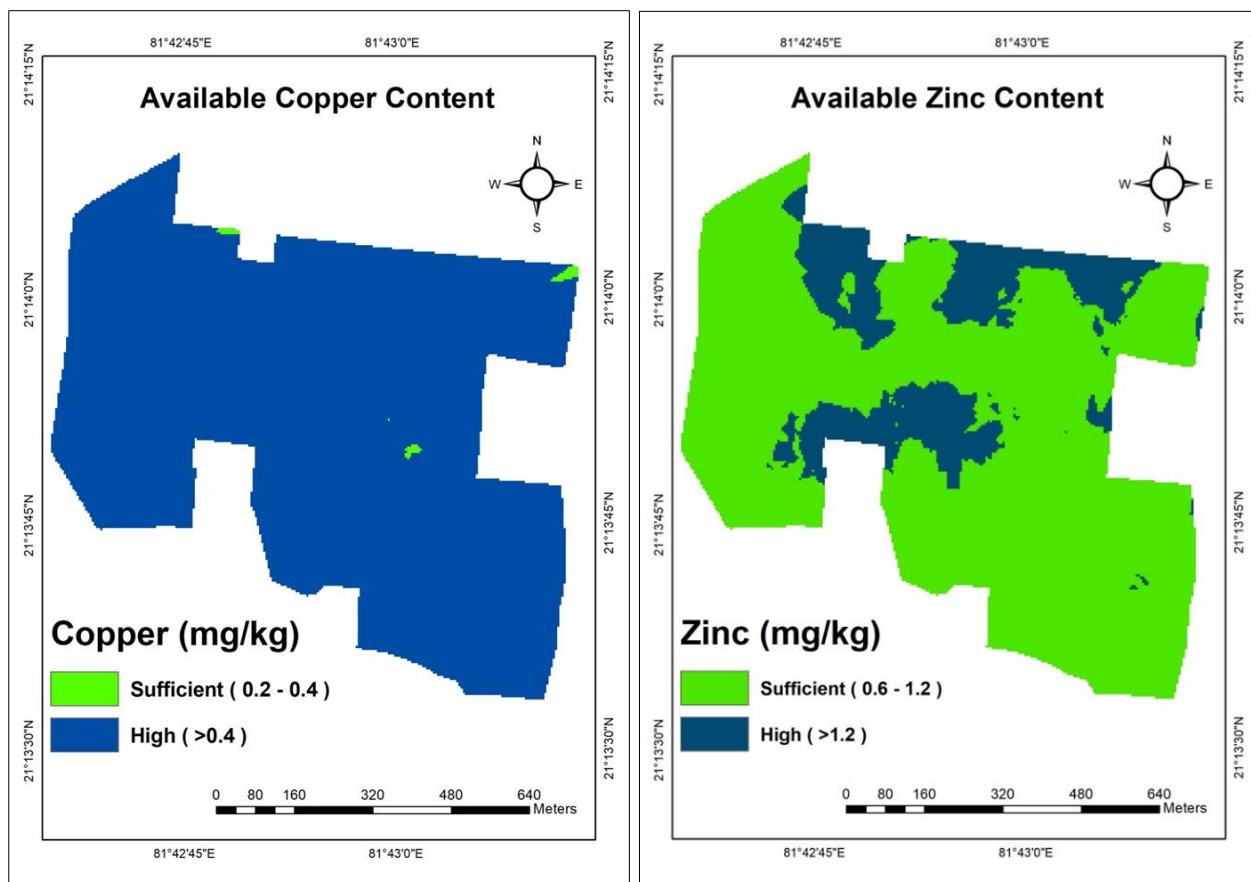 81°42'45"E 81°43'0"E
21°14'15"N 21°14'15"N
Available Copper Content
N
W E
S
21°14'0"N 21°14'0"N
21°13'45"N 21°13'45"N
Copper (mg/kg)
Sufficient ( 0.2 - 0.4 )
High ( >0.4 )
21°13'30"N 21°13'30"N
0 80 160 320 480 640
Meters
81°42'45"E 81°43'0"E
81°42'45"E 81°43'0"E
21°14'15"N 21°14'15"N
Available Zinc Content
N
W E
S
21°14'0"N 21°14'0"N
21°13'45"N 21°13'45"N
Zinc (mg/kg)
Sufficient ( 0.6 - 1.2 )
High ( >1.2 )
21°13'30"N 21°13'30"N
0 80 160 320 480 640
Meters
81°42'45"E 81°43'0"E